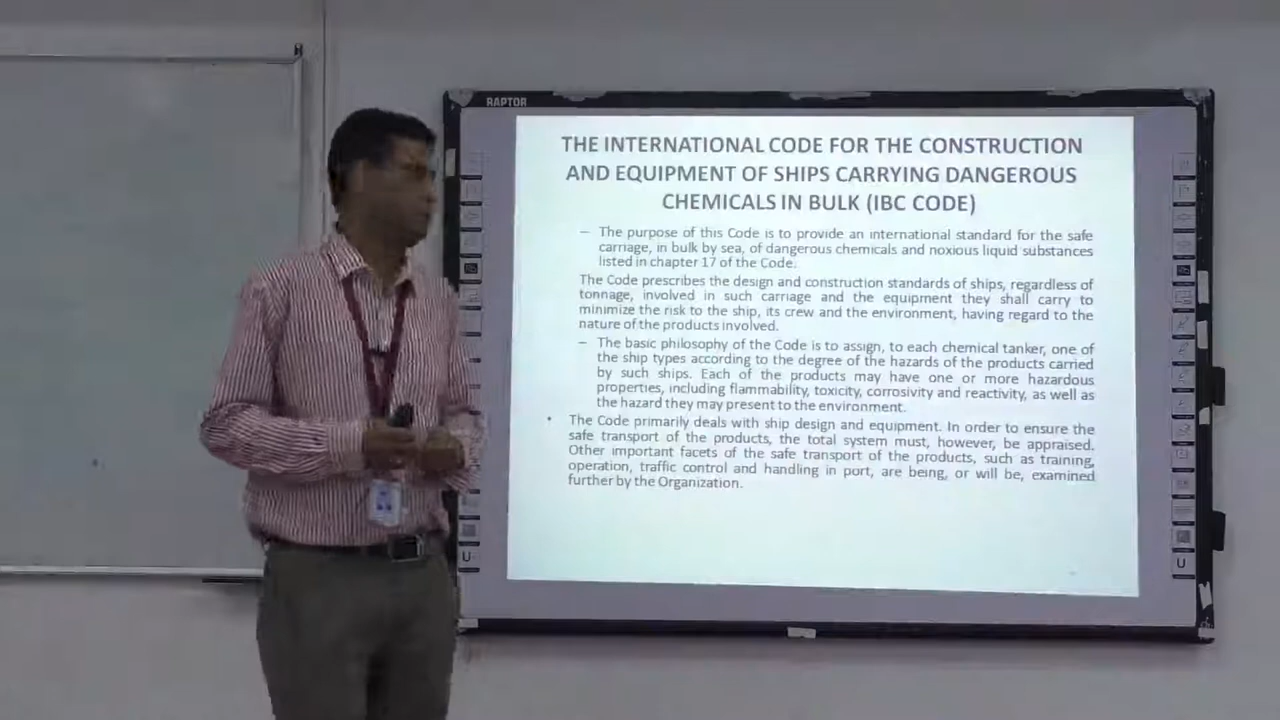 RAPTOR
THE INTERNATIONAL CODE FOR THE CONSTRUCTION
AND EQUIPMENT OF SHIPS CARRYING DANGEROUS
CHEMICALS IN BULK (IBC CODE)
– The purpose of this Code is to provide an international standard for the safe
carriage, in bulk by sea, of dangerous chemicals and noxious liquid substances
listed in chapter 17 of the Code.
The Code prescribes the design and construction standards of ships, regardless of
tonnage, involved in such carriage and the equipment they shall carry to
minimize the risk to the ship, its crew and the environment, having regard to the
nature of the products involved.
– The basic philosophy of the Code is to assign, to each chemical tanker, one of
the ship types according to the degree of the hazards of the products carried
by such ships. Each of the products may have one or more hazardous
properties, including flammability, toxicity, corrosivity and reactivity, as well as
the hazard they may present to the environment.
• The Code primarily deals with ship design and equipment. In order to ensure the
safe transport of the products, the total system must, however, be appraised.
Other important facets of the safe transport of the products, such as training,
operation, traffic control and handling in port, are being, or will be, examined
further by the Organization.
U
U